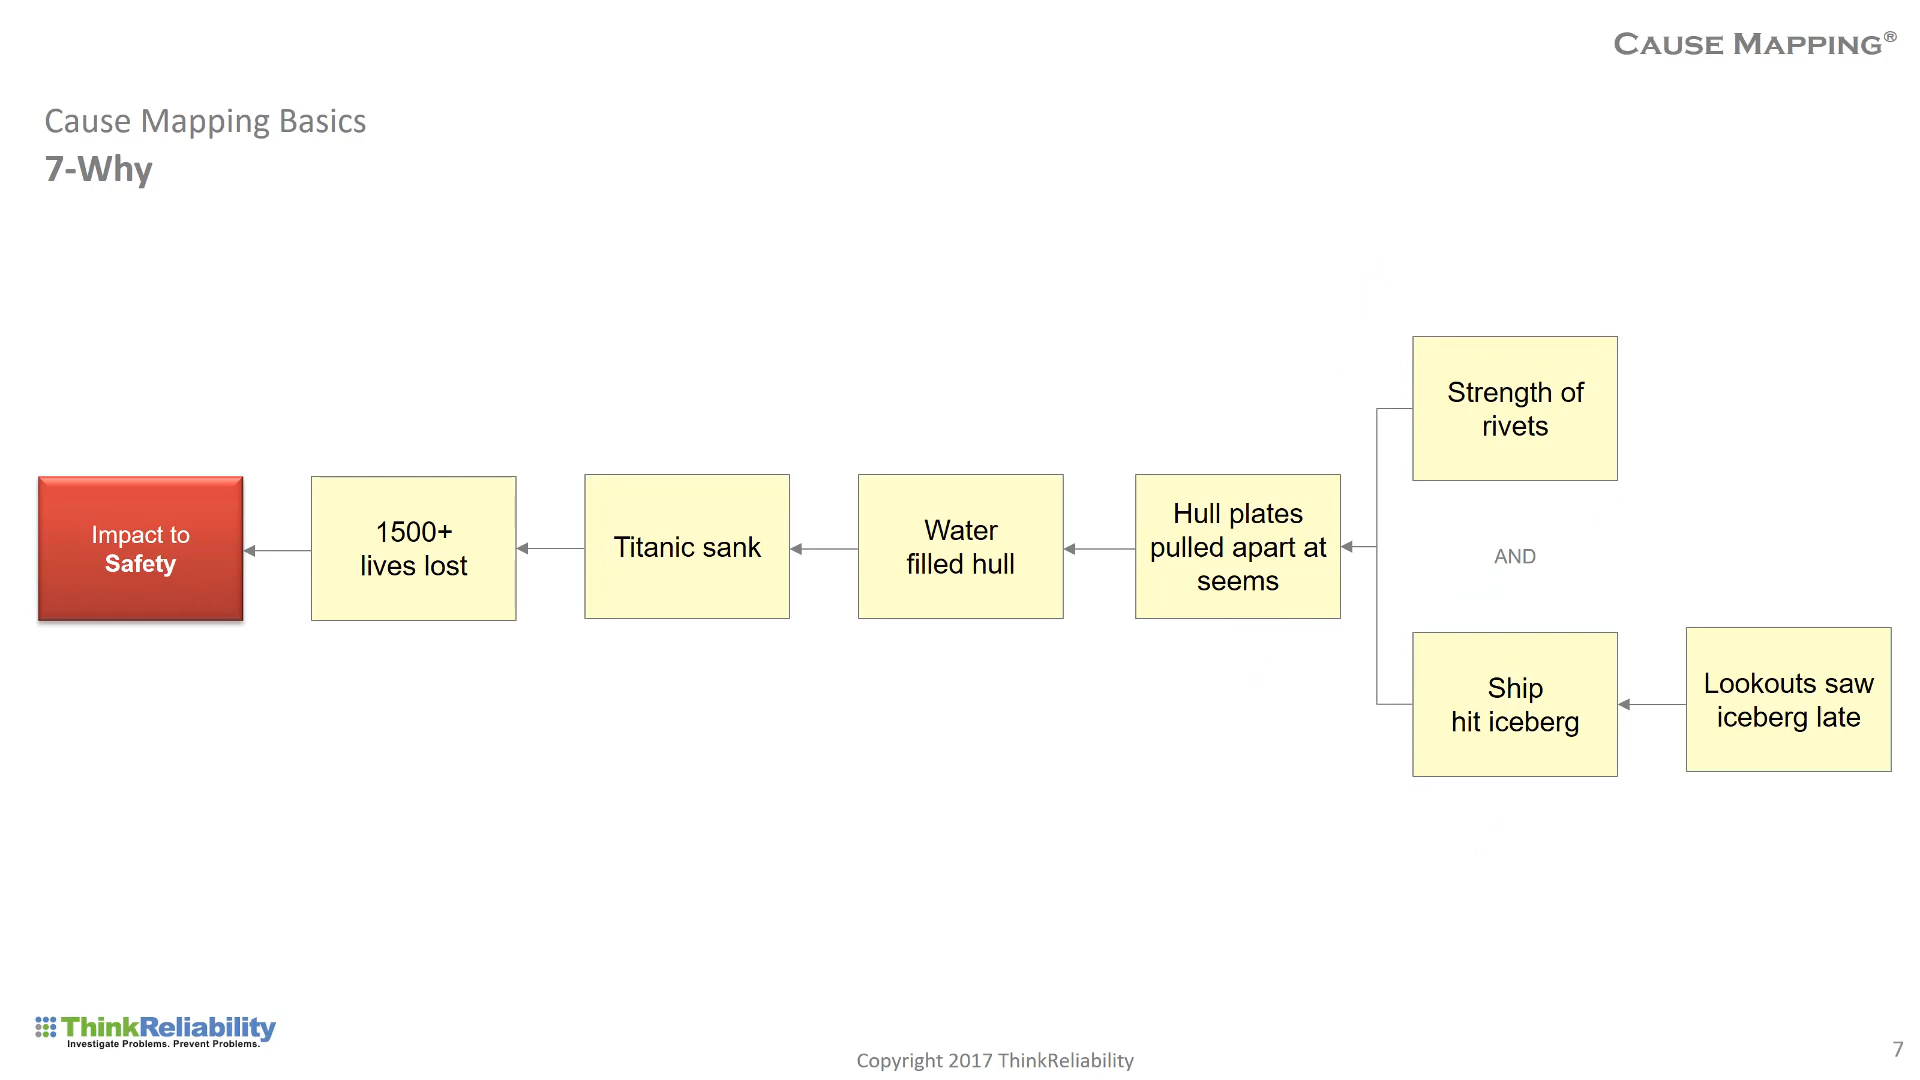 CAUSE MAPPING®
Cause Mapping Basics
7-Why
Impact to
Safety
1500+
lives lost
Titanic sank
Water
filled hull
Hull plates
pulled apart at
seems
Strength of
rivets
AND
Ship
hit iceberg
Lookouts saw
iceberg late
ThinkReliability
Investigate Problems. Prevent Problems.
Copyright 2017 ThinkReliability
7